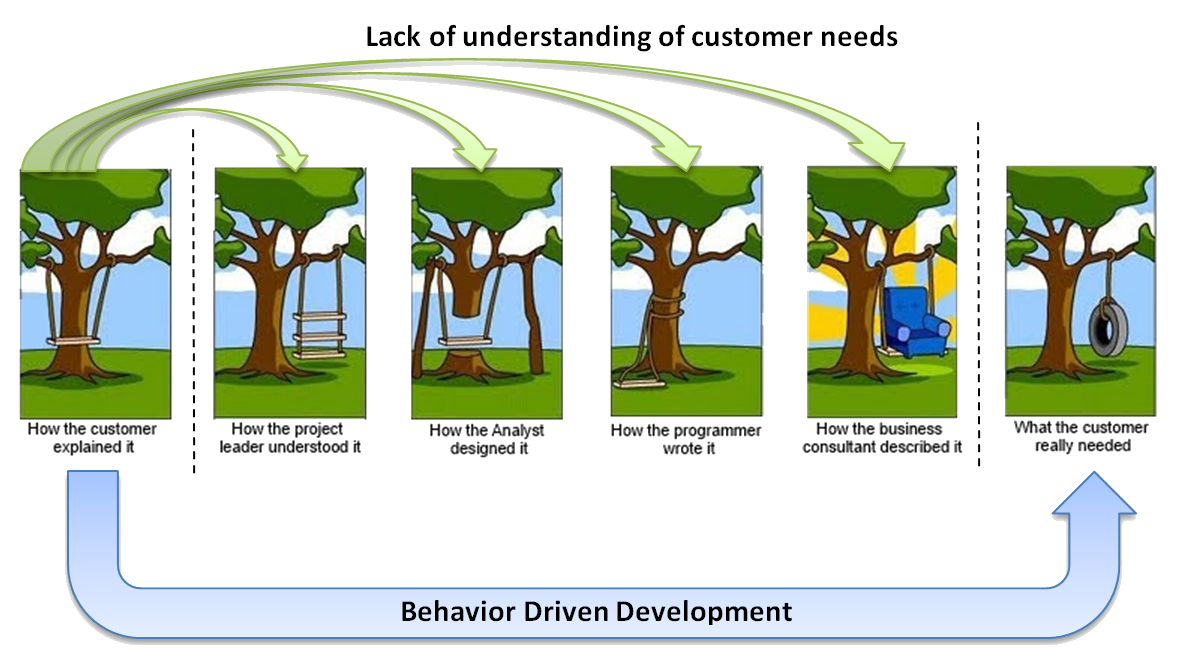 Lack of understanding of customer needs
How the customer
explained it
How the project
leader understood it
How the Analyst
designed it
How the programmer
wrote it
How the business
consultant described it
What the customer
really needed
Behavior Driven Development